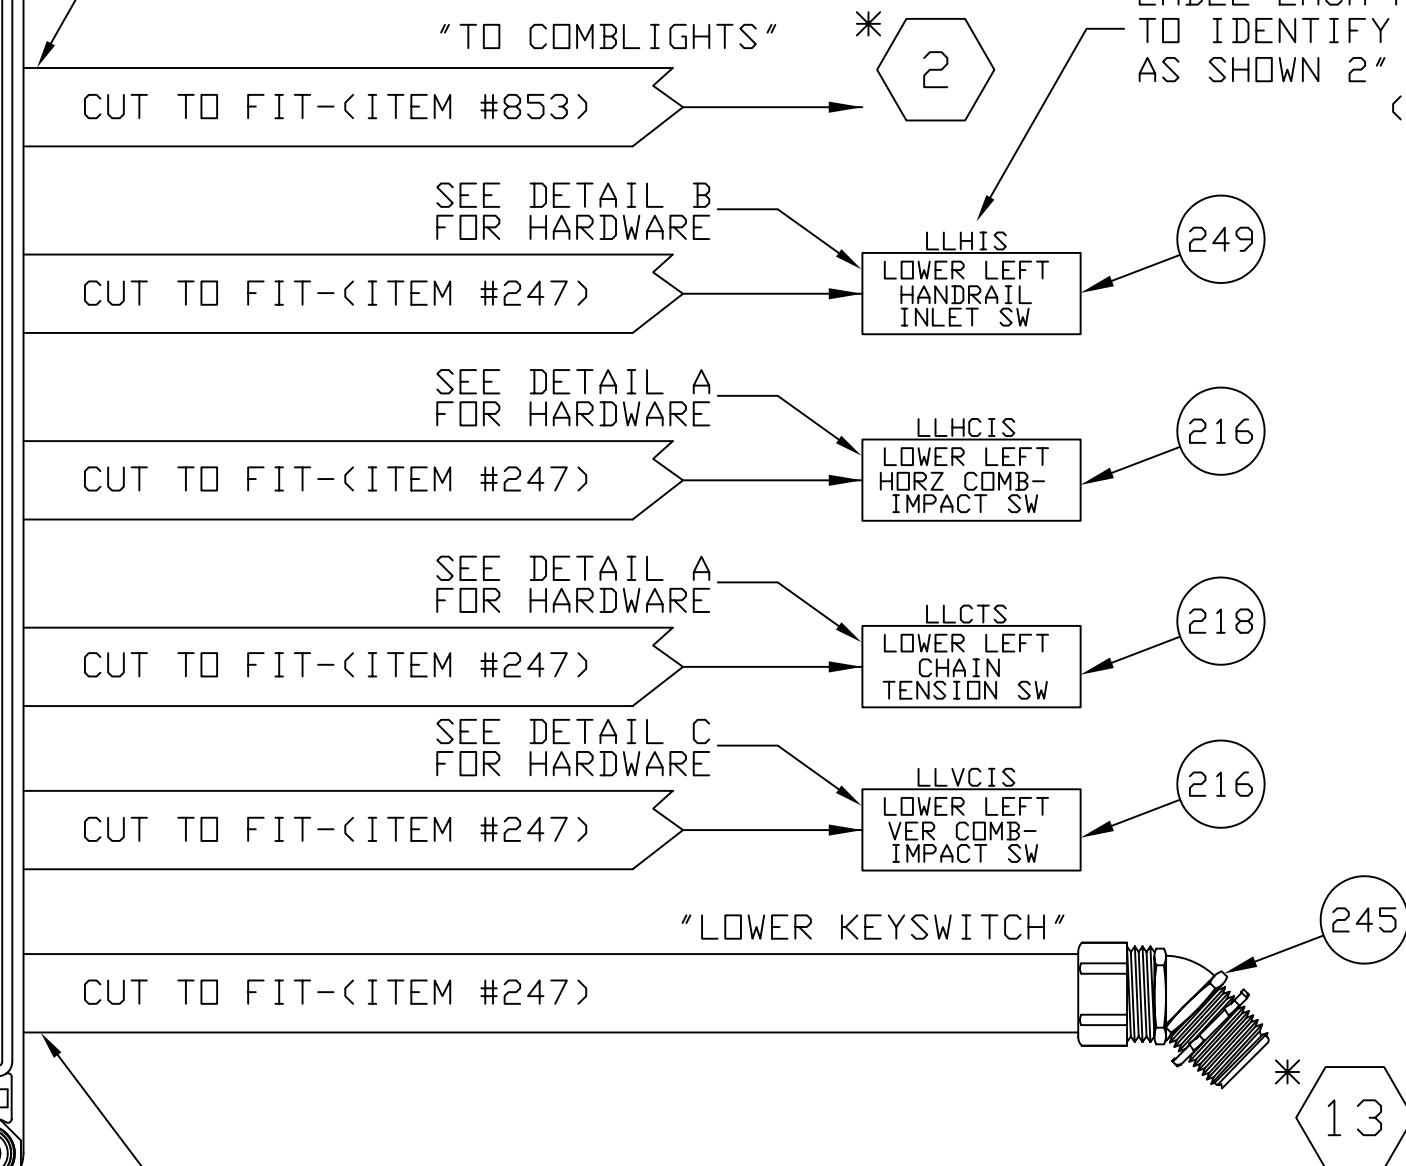 "TO COMBLIGHTS"
* 2
TO IDENTIFY
AS SHOWN 2"
(
CUT TO FIT-(ITEM #853)
SEE DETAIL B
FOR HARDWARE
CUT TO FIT-(ITEM #247)
LLHIS
LOWER LEFT
HANDRAIL
INLET SW
249
SEE DETAIL A
FOR HARDWARE
CUT TO FIT-(ITEM #247)
LLHCIS
LOWER LEFT
HORZ COMB-
IMPACT SW
216
SEE DETAIL A
FOR HARDWARE
CUT TO FIT-(ITEM #247)
LLCTS
LOWER LEFT
CHAIN
TENSION SW
218
SEE DETAIL C
FOR HARDWARE
CUT TO FIT-(ITEM #247)
LLVCIS
LOWER LEFT
VER COMB-
IMPACT SW
216
"LOWER KEYSWITCH"
CUT TO FIT-(ITEM #247)
245
* 13